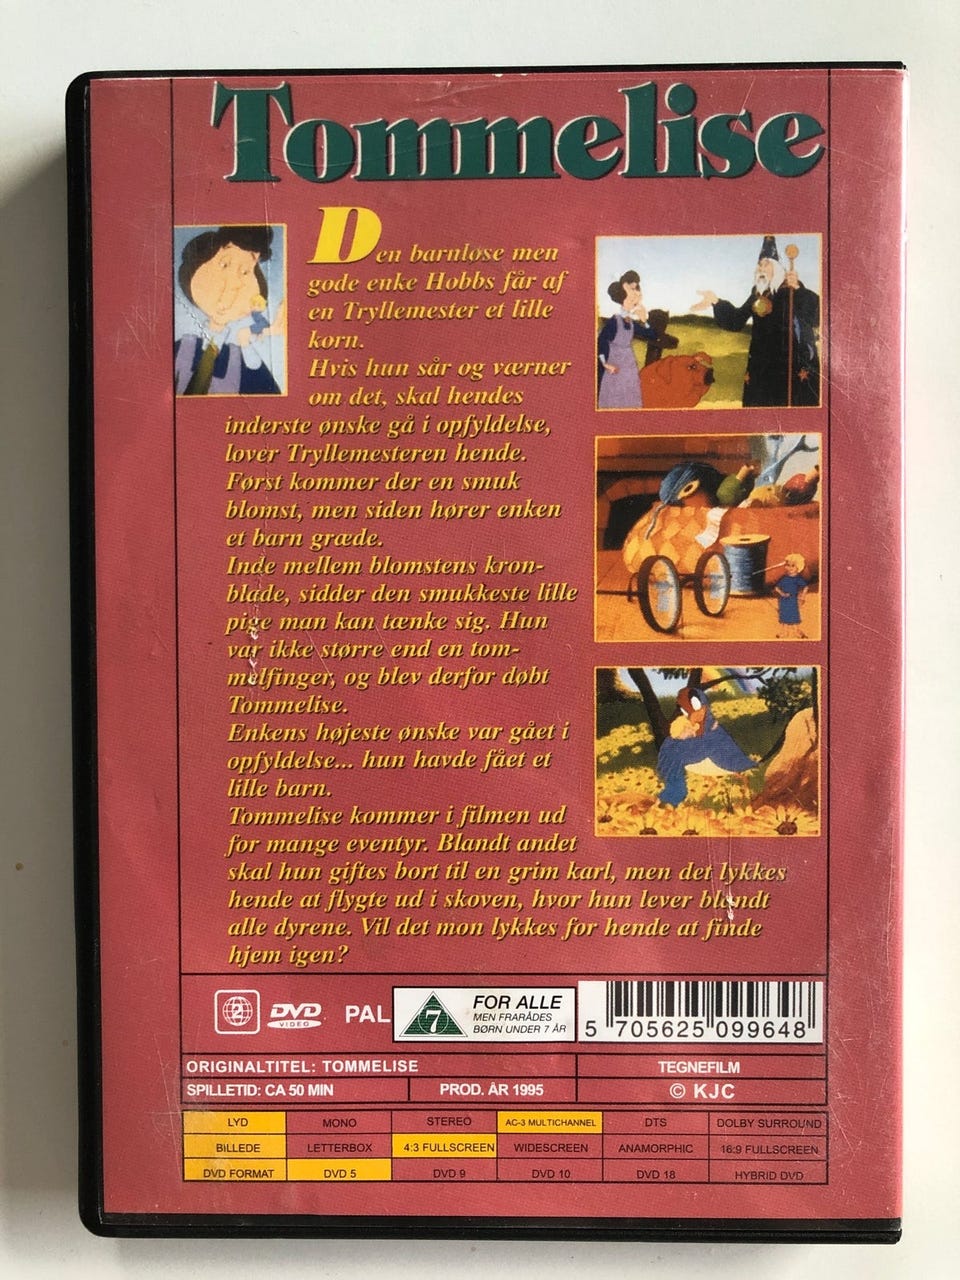 Tommelise
Den barnløse men
gode enke Hobbs får af
en Tryllemester et lille
korn.
Hvis hun sår og værner
om det, skal hendes
inderste ønske gå i opfyldelse,
lover Tryllemesteren hende.
Først kommer der en smuk
blomst, men siden hører enken
et barn græde.
Inde mellem blomstens kron-
blade, sidder den smukkeste lille
pige man kan tænke sig. Hun
var ikke større end en tom-
melfinger, og blev derfor døbt
Tommelise.
Enkens højeste ønske var gået i
opfyldelse... hun havde fået et
lille barn.
Tommelise kommer i filmen ud
for mange eventyr. Blandt andet
skal hun giftes bort til en grim karl, men det lykkes
hende at flygte ud i skoven, hvor hun lever blandt
alle dyrene. Vil det mon lykkes for hende at finde
hjem igen?
2 DVD VIDEO PAL
7 FOR ALLE
MEN FRARÅDES
BØRN UNDER 7 ÅR
5 705625 099648
ORIGINALTITEL: TOMMELISE TEGNEFILM
SPILLETID: CA 50 MIN PROD. ÅR 1995 © KJC
LYD MONO STEREO AC-3 MULTICHANNEL DTS DOLBY SURROUND
BILLEDE LETTERBOX 4:3 FULLSCREEN WIDESCREEN ANAMORPHIC 16:9 FULLSCREEN
DVD FORMAT DVD 5 DVD 9 DVD 10 DVD 18 HYBRID DVD